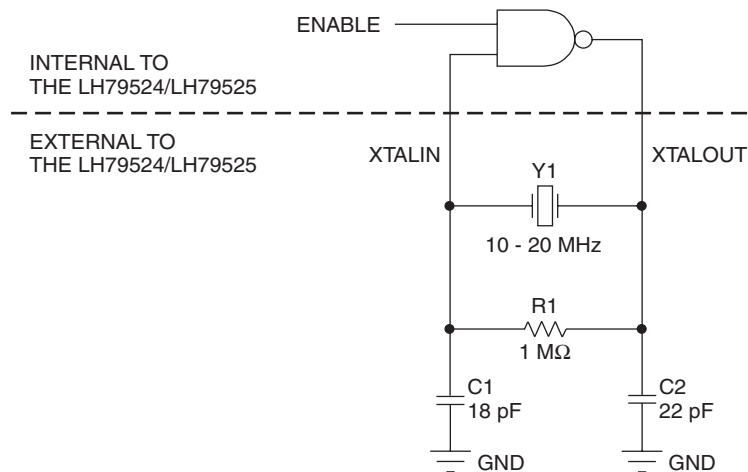 ENABLE
INTERNAL TO
THE LH79524/LH79525
EXTERNAL TO
THE LH79524/LH79525
XTALIN
XTALOUT
Y1
10 - 20 MHz
R1
1 MΩ
C1
18 pF
C2
22 pF
GND
GND